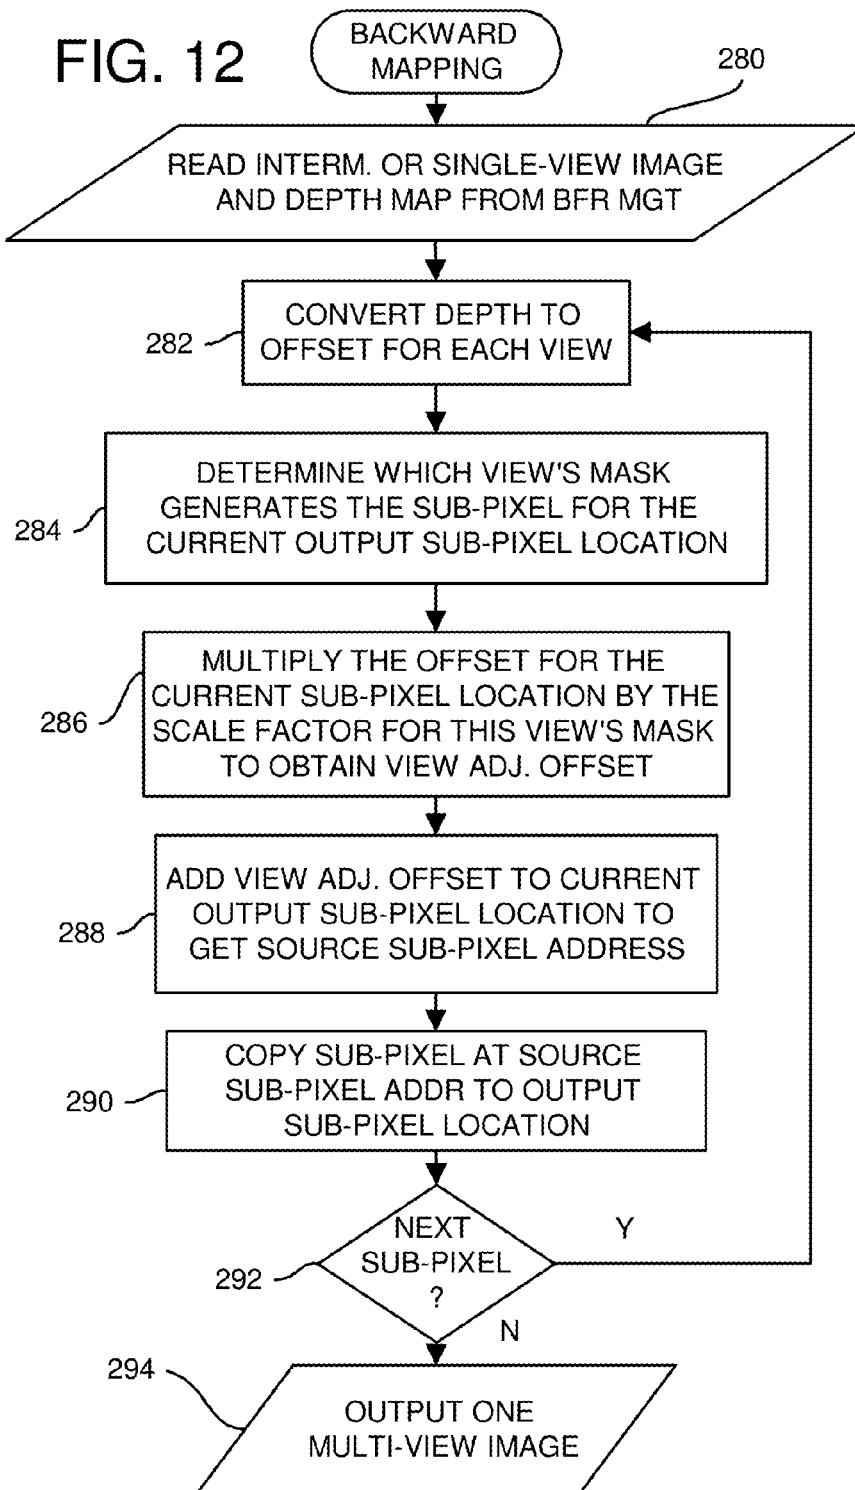 FIG. 12
BACKWARD
MAPPING
280
READ INTERM. OR SINGLE-VIEW IMAGE
AND DEPTH MAP FROM BFR MGT
282
CONVERT DEPTH TO
OFFSET FOR EACH VIEW
284
DETERMINE WHICH VIEW'S MASK
GENERATES THE SUB-PIXEL FOR THE
CURRENT OUTPUT SUB-PIXEL LOCATION
286
MULTIPLY THE OFFSET FOR THE
CURRENT SUB-PIXEL LOCATION BY THE
SCALE FACTOR FOR THIS VIEW'S MASK
TO OBTAIN VIEW ADJ. OFFSET
288
ADD VIEW ADJ. OFFSET TO CURRENT
OUTPUT SUB-PIXEL LOCATION TO
GET SOURCE SUB-PIXEL ADDRESS
290
COPY SUB-PIXEL AT SOURCE
SUB-PIXEL ADDR TO OUTPUT
SUB-PIXEL LOCATION
292
NEXT
SUB-PIXEL
?
Y
N
294
OUTPUT ONE
MULTI-VIEW IMAGE